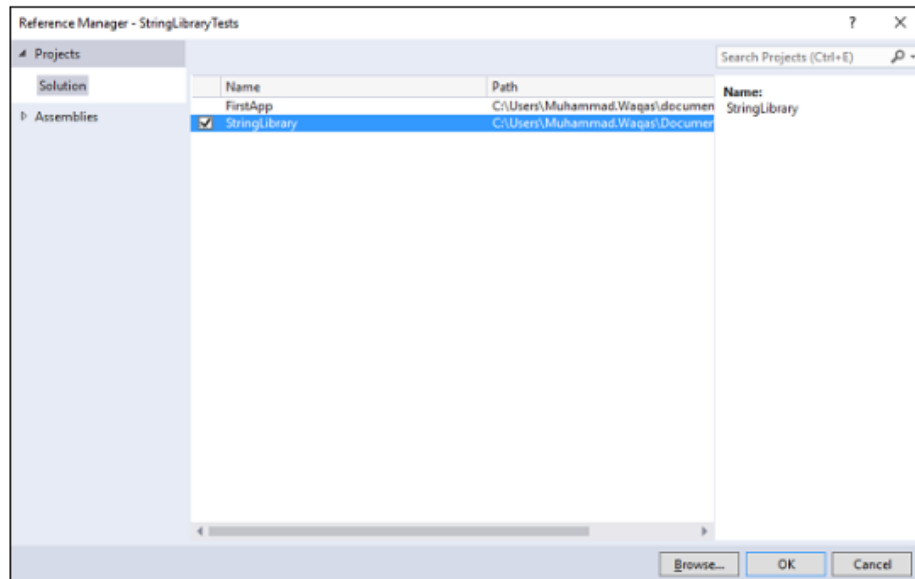 Reference Manager - StringLibraryTests
Projects
Search Projects (Ctrl+E)
Solution
Assemblies
Name Path
FirstApp C:\Users\Muhammad.Waqas\documen
StringLibrary C:\Users\Muhammad.Waqas\Documen
Name:
StringLibrary
Browse... OK Cancel